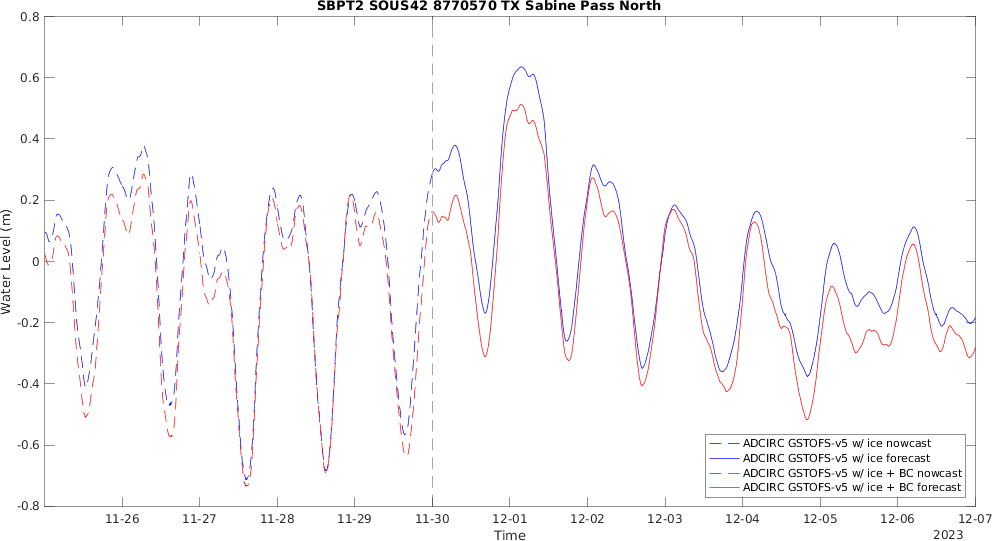 SBPT2 SOUS42 8770570 TX Sabine Pass North
0.8
0.6
0.4
0.2
0
-0.2
-0.4
-0.6
-0.8
Water Level (m)
11-26 11-27 11-28 11-29 11-30 12-01 12-02 12-03 12-04 12-05 12-06 12-07
Time
2023
ADCIRC GSTOFS-v5 w/ ice nowcast
ADCIRC GSTOFS-v5 w/ ice forecast
ADCIRC GSTOFS-v5 w/ ice + BC nowcast
ADCIRC GSTOFS-v5 w/ ice + BC forecast